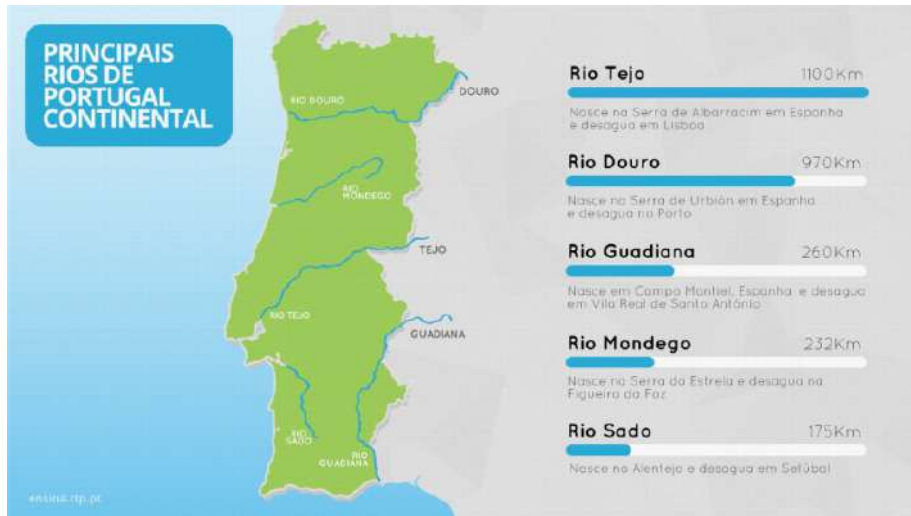 PRINCIPAIS
RIOS DE
PORTUGAL
CONTINENTAL
RIO DOURO
DOURO
RIO
MONDEGO
TEJO
RIO TEJO
GUADIANA
RIO
SADO
RIO
GUADIANA
Rio Tejo 1100Km
Nasce na Serra de Albarracim em Espanha
e desagua em Lisboa
Rio Douro 970Km
Nasce na Serra de Urbión em Espanha
e desagua no Porto
Rio Guadiana 260Km
Nasce em Campo Montiel, Espanha e desagua
em Vila Real de Santo António
Rio Mondego 232Km
Nasce na Serra da Estrela e desagua na
Figueira da Foz
Rio Sado 175Km
Nasce no Alentejo e desagua em Setúbal
ensina.rtp.pt